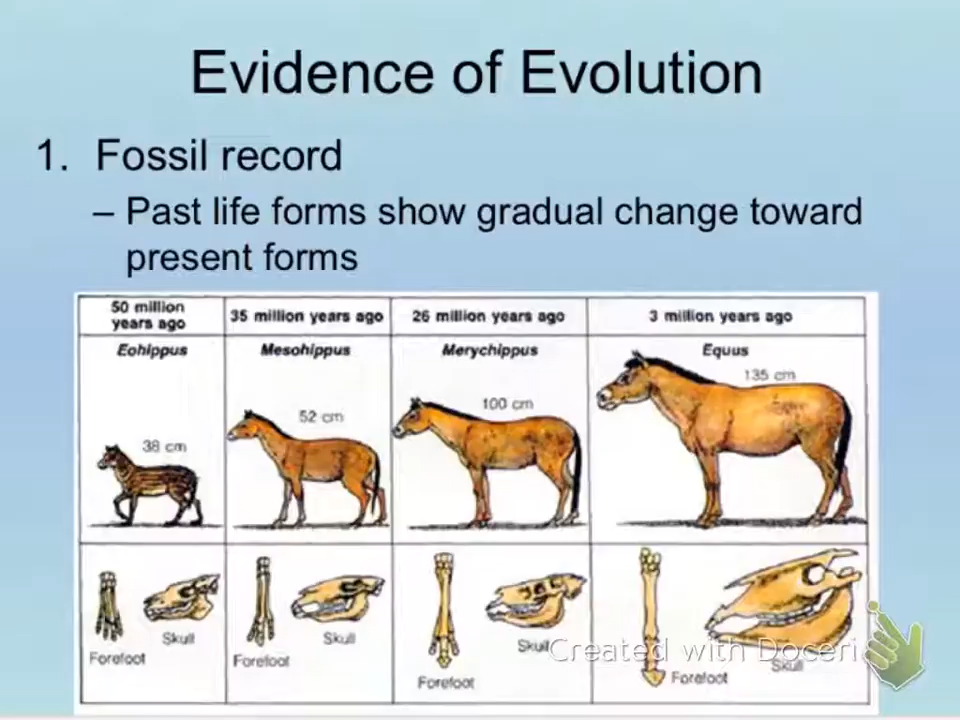 Evidence of Evolution
1. Fossil record
– Past life forms show gradual change toward
present forms
50 million
years ago
35 million years ago
26 million years ago
3 million years ago
Eohippus
Mesohippus
Merychippus
Equus
38 cm
52 cm
100 cm
135 cm
Skull
Forefoot
Skull
Forefoot
Skull
Forefoot
Skull
Forefoot
Created with Doceri